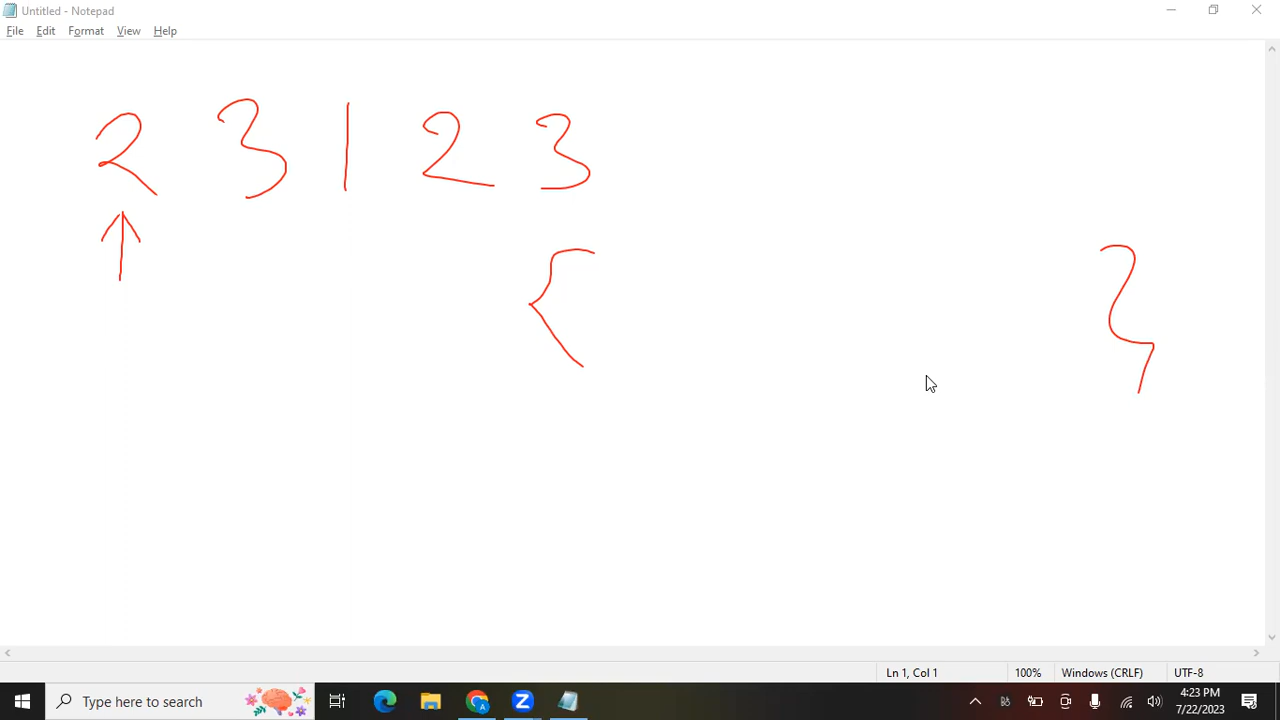 Untitled - Notepad
File Edit Format View Help
2 3 1 2 3
{ }
Ln 1, Col 1 100% Windows (CRLF) UTF-8
Type here to search
4:23 PM
7/22/2023